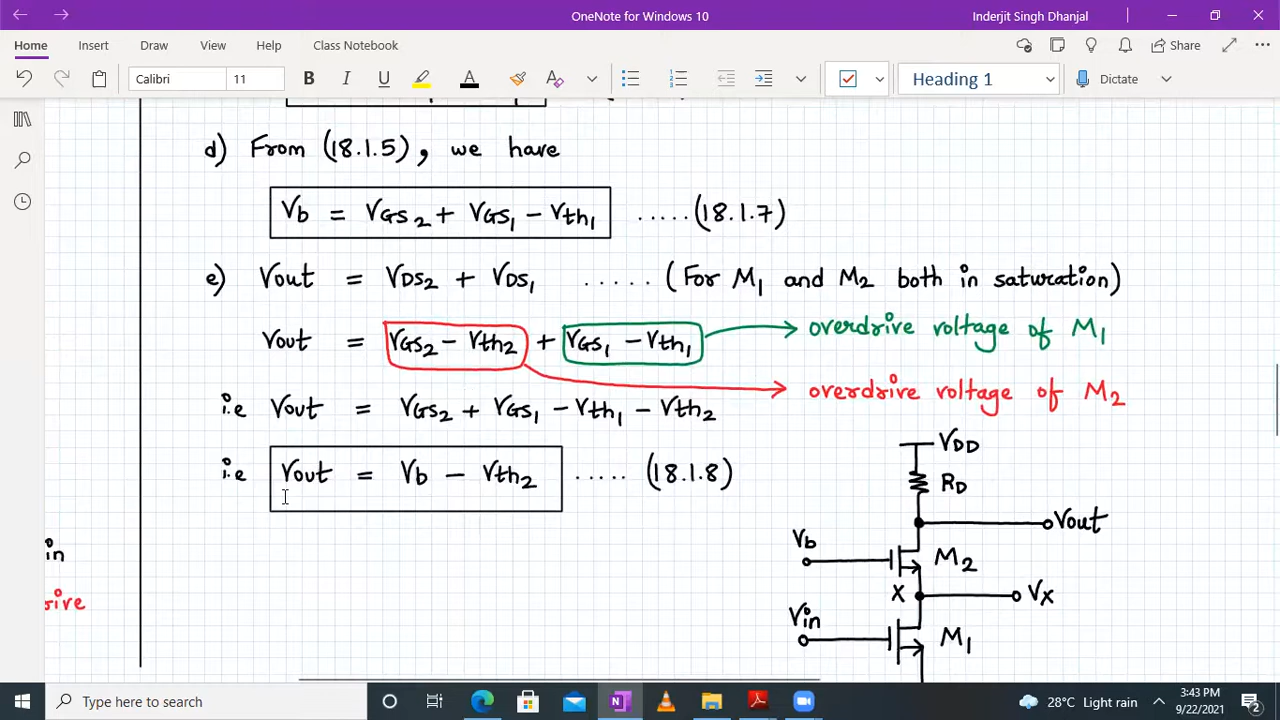 OneNote for Windows 10
Inderjit Singh Dhanjal
Home Insert Draw View Help Class Notebook
Share
Calibri 11 B I U A Heading 1 Dictate
d) From (18.1.5), we have
Vb = VGS2 + VGS1 - Vth1 ..... (18.1.7)
e) Vout = VDS2 + VDS1 ..... (For M1 and M2 both in saturation)
Vout = VGS2 - Vth2 + VGS1 - Vth1
overdrive voltage of M1
overdrive voltage of M2
i.e Vout = VGS2 + VGS1 - Vth1 - Vth2
i.e Vout = Vb - Vth2 ..... (18.1.8)
VDD
RD
Vout
Vb
M2
X
Vx
Vin
M1
in
Type here to search
28°C Light rain
3:43 PM
9/22/2021
2